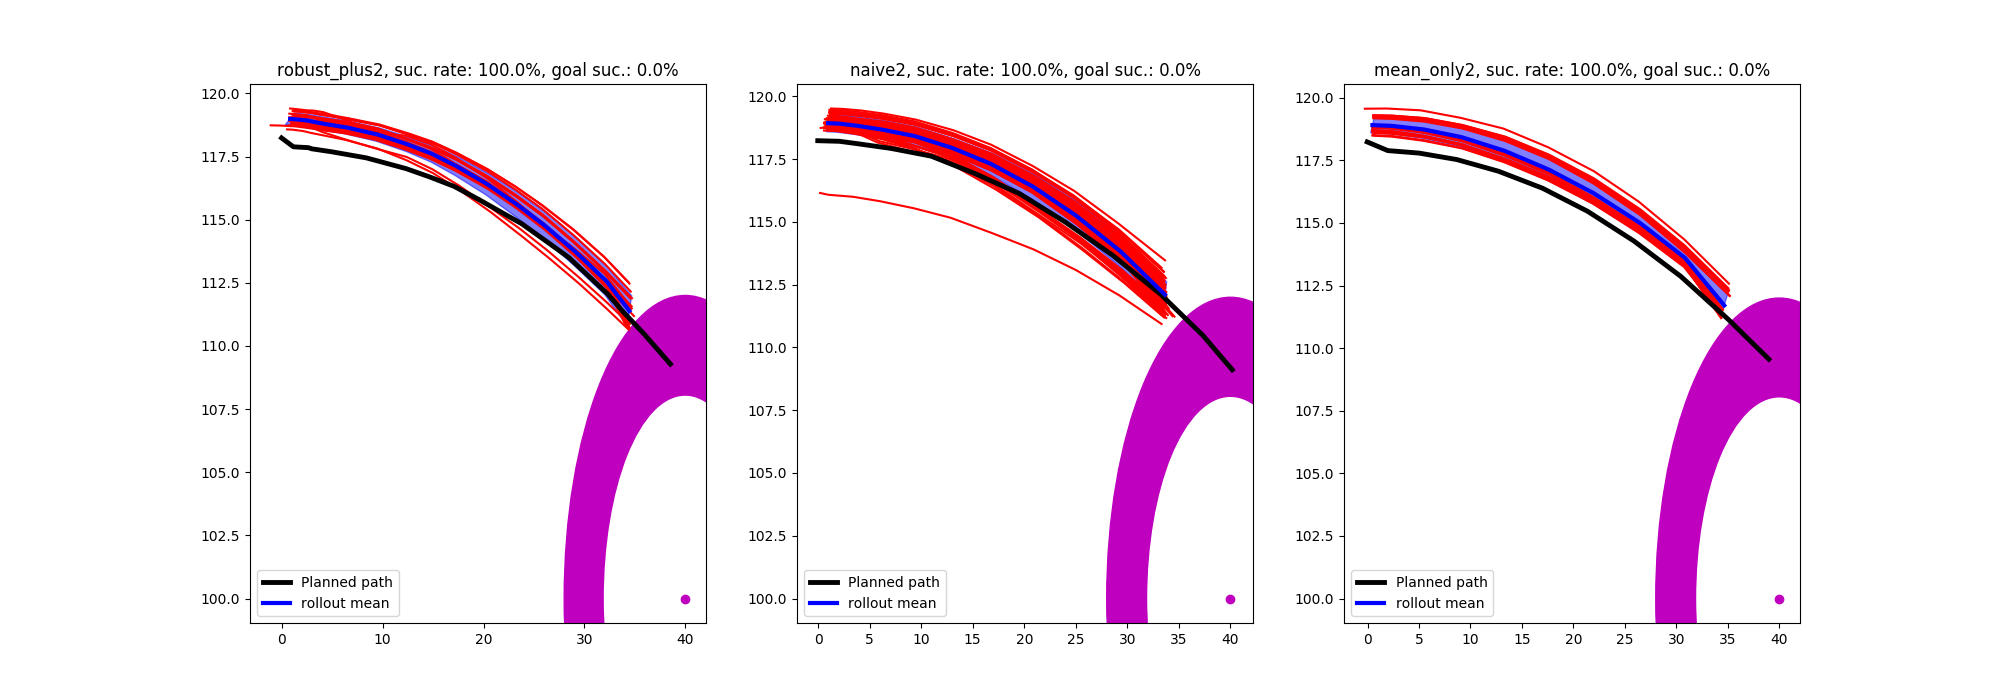 robust_plus2, suc. rate: 100.0%, goal suc.: 0.0%
120.0
117.5
115.0
112.5
110.0
107.5
105.0
102.5
100.0
Planned path
rollout mean
0 10 20 30 40
naive2, suc. rate: 100.0%, goal suc.: 0.0%
120.0
117.5
115.0
112.5
110.0
107.5
105.0
102.5
100.0
Planned path
rollout mean
0 5 10 15 20 25 30 35 40
mean_only2, suc. rate: 100.0%, goal suc.: 0.0%
120.0
117.5
115.0
112.5
110.0
107.5
105.0
102.5
100.0
Planned path
rollout mean
0 5 10 15 20 25 30 35 40